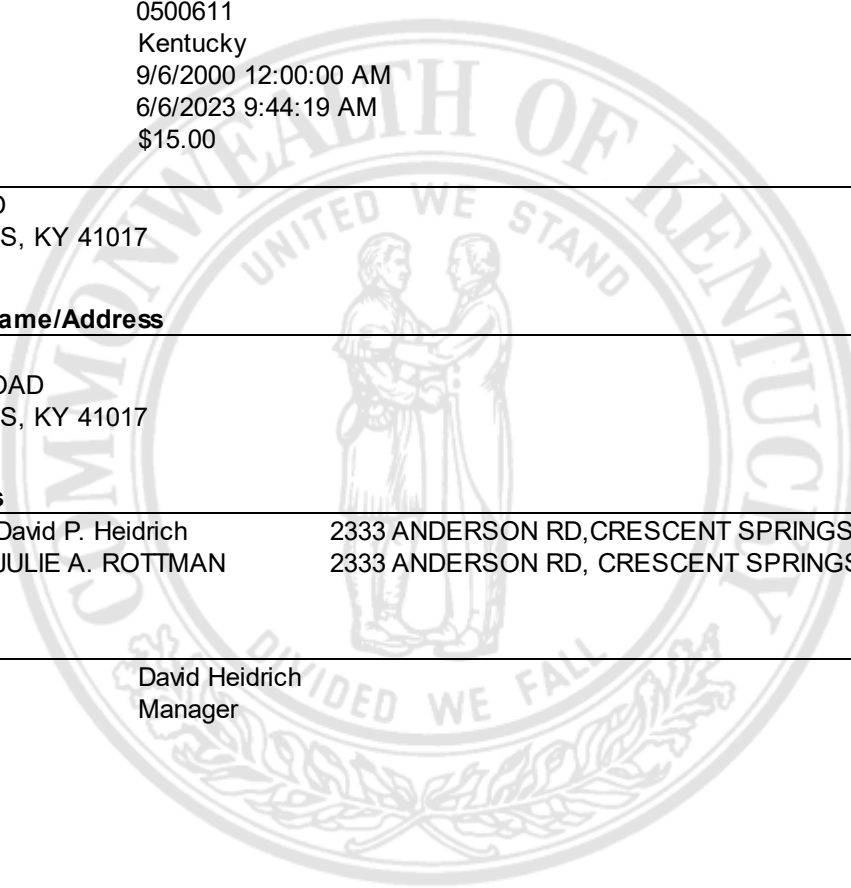 0500611
Kentucky
9/6/2000 12:00:00 AM
6/6/2023 9:44:19 AM
$15.00
S, KY 41017
ame/Address
OAD
S, KY 41017
s
David P. Heidrich 2333 ANDERSON RD,CRESCENT SPRINGS
JULIE A. ROTTMAN 2333 ANDERSON RD, CRESCENT SPRINGS
David Heidrich
Manager
COMMONWEALTH OF KENTUCKY
UNITED WE STAND
DIVIDED WE FALL